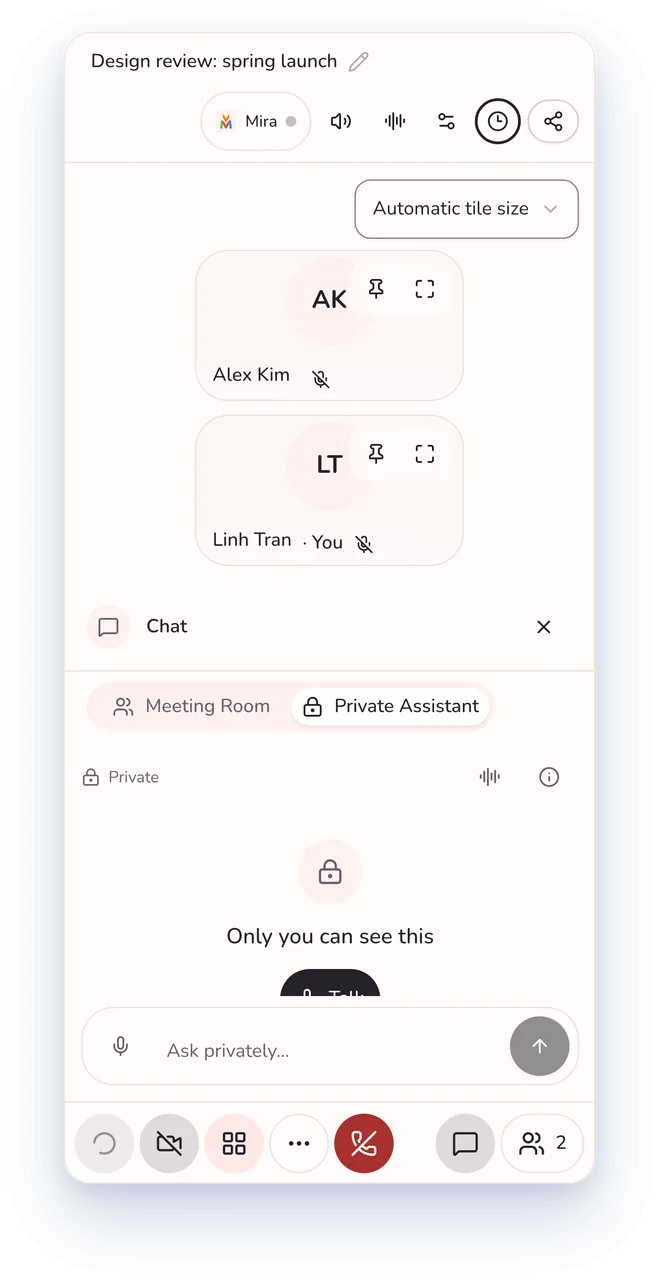 Design review: spring launch
Mira
Automatic tile size
AK
Alex Kim
LT
Linh Tran · You
Chat
Meeting Room
Private Assistant
Private
Only you can see this
Ask privately...
2